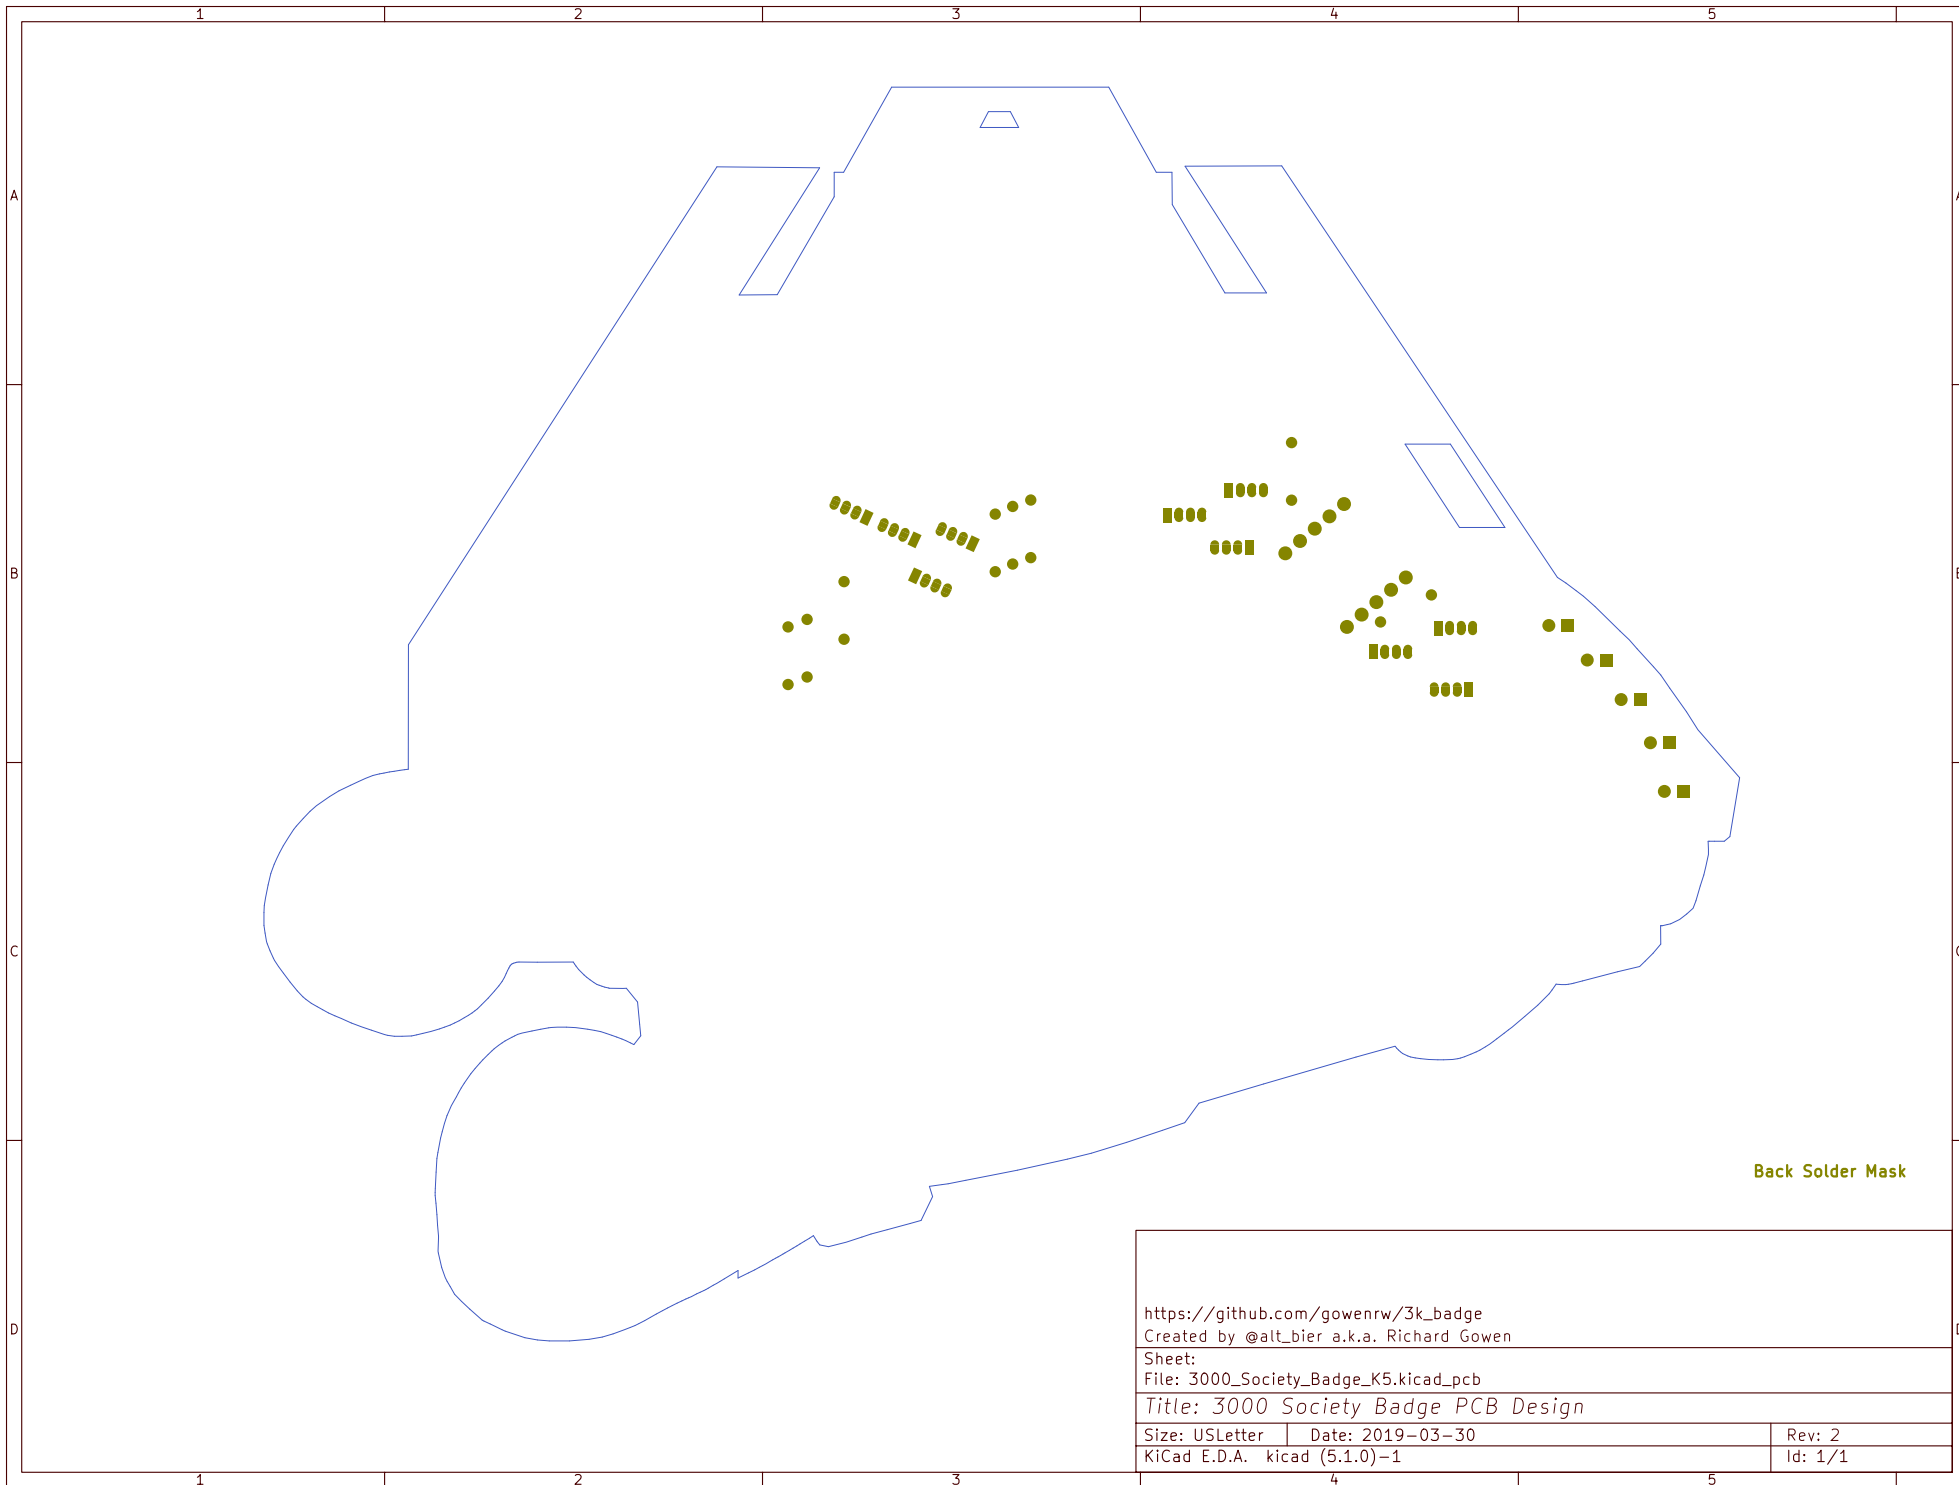 1 2 3 4 5
A A
B B
C C
Back Solder Mask
https://github.com/gowenrw/3k_badge
Created by @alt_bier a.k.a. Richard Gowen
D D
Sheet:
File: 3000_Society_Badge_K5.kicad_pcb
Title: 3000 Society Badge PCB Design
Size: USLetter Date: 2019-03-30 Rev: 2
KiCad E.D.A. kicad (5.1.0)-1 Id: 1/1
1 2 3 4 5